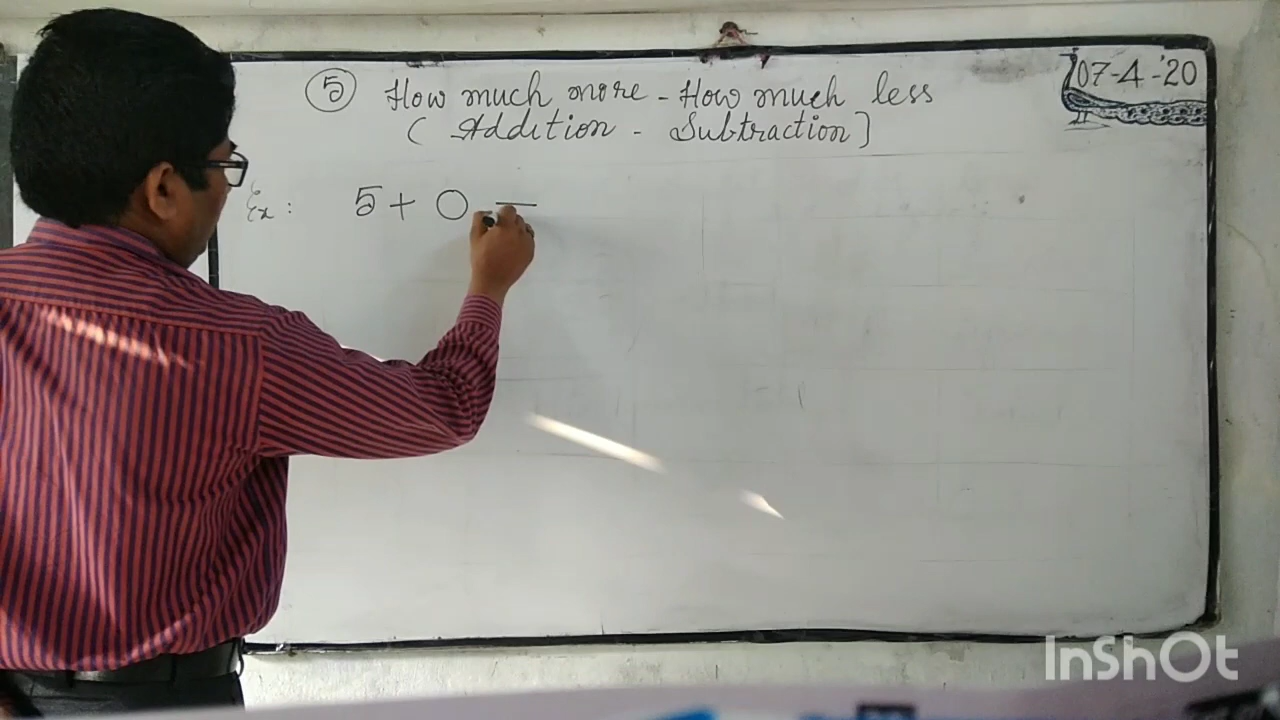 07-4-'20
⑤ How much more - How much less
( Addition - Subtraction )
Ex : 5 + 0 =
InShOt